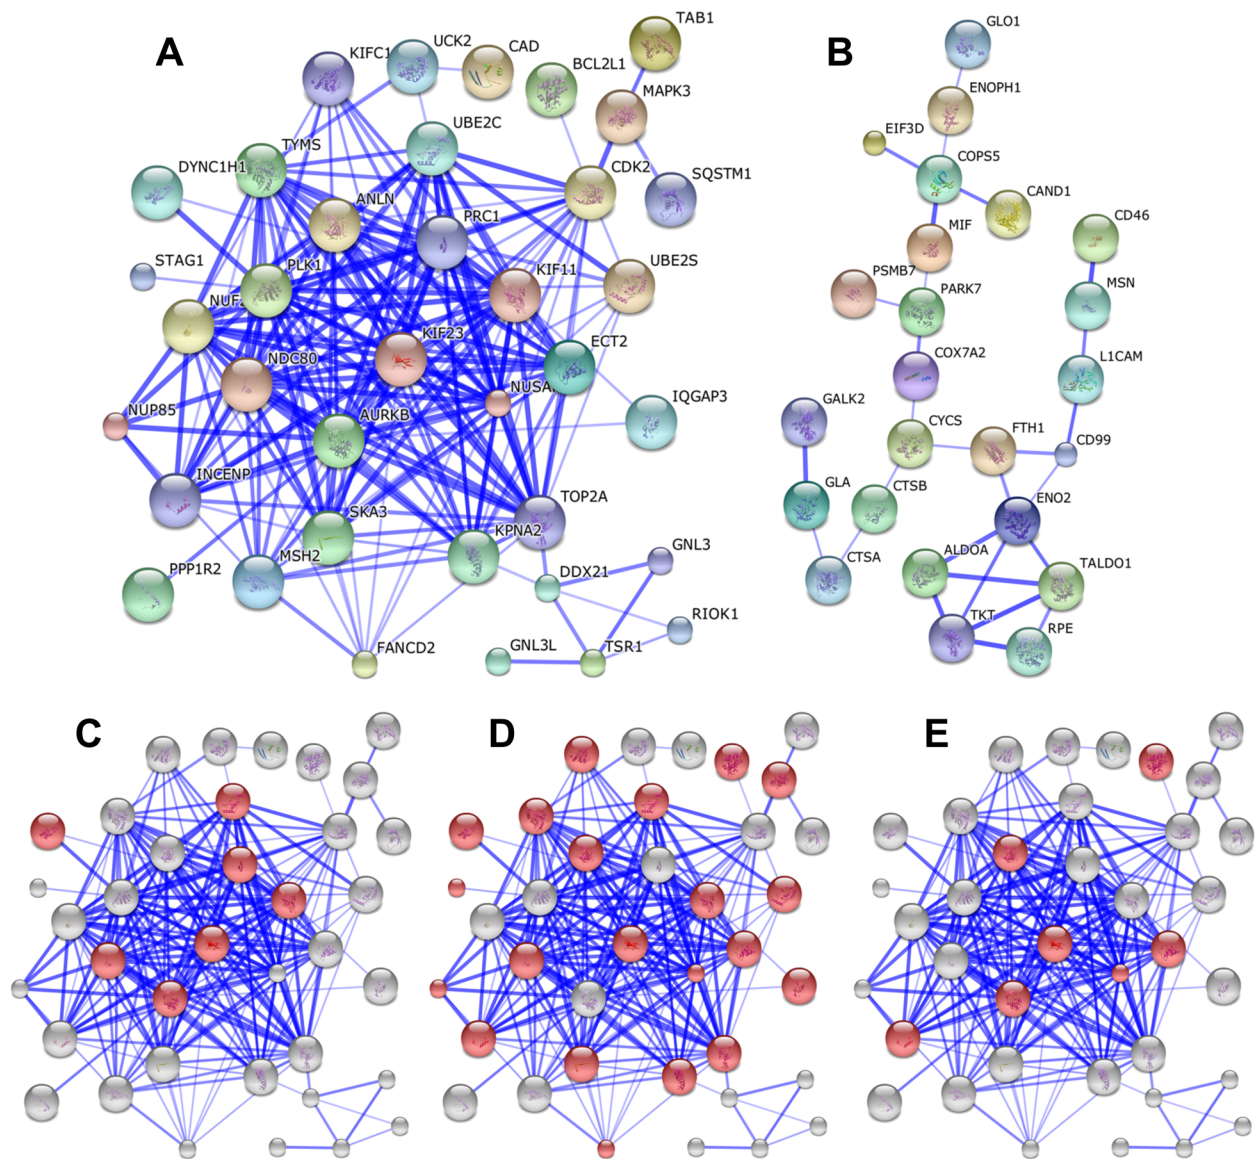 A
TAB1
UCK2
CAD
KIFC1
BCL2L1
MAPK3
UBE2C
TYMS
DYNC1H1
CDK2
SQSTM1
ANLN
PRC1
STAG1
PLK1
KIF11
UBE2S
KIF23
ECT2
NDC80
IQGAP3
NUP85
AURKB
INCENP
TOP2A
SKA3
KPNA2
GNL3
MSH2
PPP1R2
DDX21
RIOK1
FANCD2
GNL3L
TSR1
B
GLO1
ENOPH1
EIF3D
COPS5
CAND1
MIF
CD46
PSMB7
PARK7
MSN
COX7A2
L1CAM
GALK2
CYCS
FTH1
CD99
GLA
CTSB
ENO2
CTSA
ALDOA
TALDO1
TKT
RPE
C
D
E